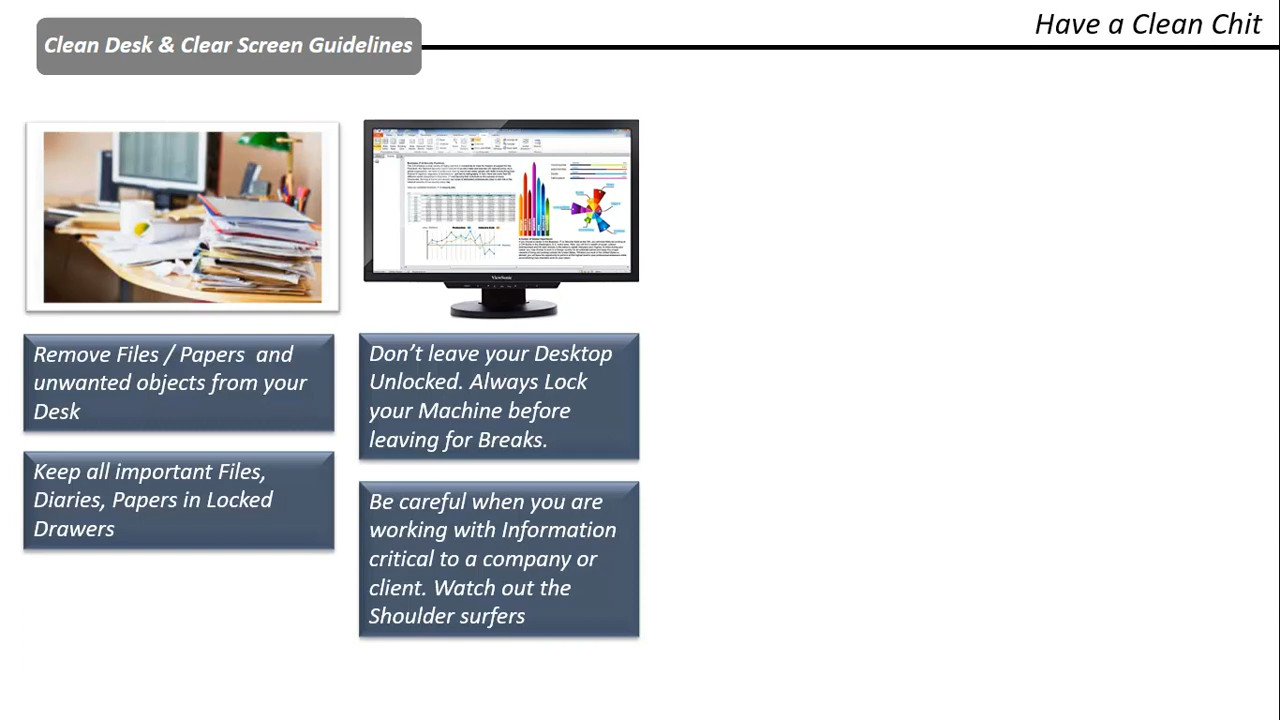 Have a Clean Chit
Clean Desk & Clear Screen Guidelines
ViewSonic
Remove Files / Papers and
unwanted objects from your
Desk
Keep all important Files,
Diaries, Papers in Locked
Drawers
Don't leave your Desktop
Unlocked. Always Lock
your Machine before
leaving for Breaks.
Be careful when you are
working with Information
critical to a company or
client. Watch out the
Shoulder surfers